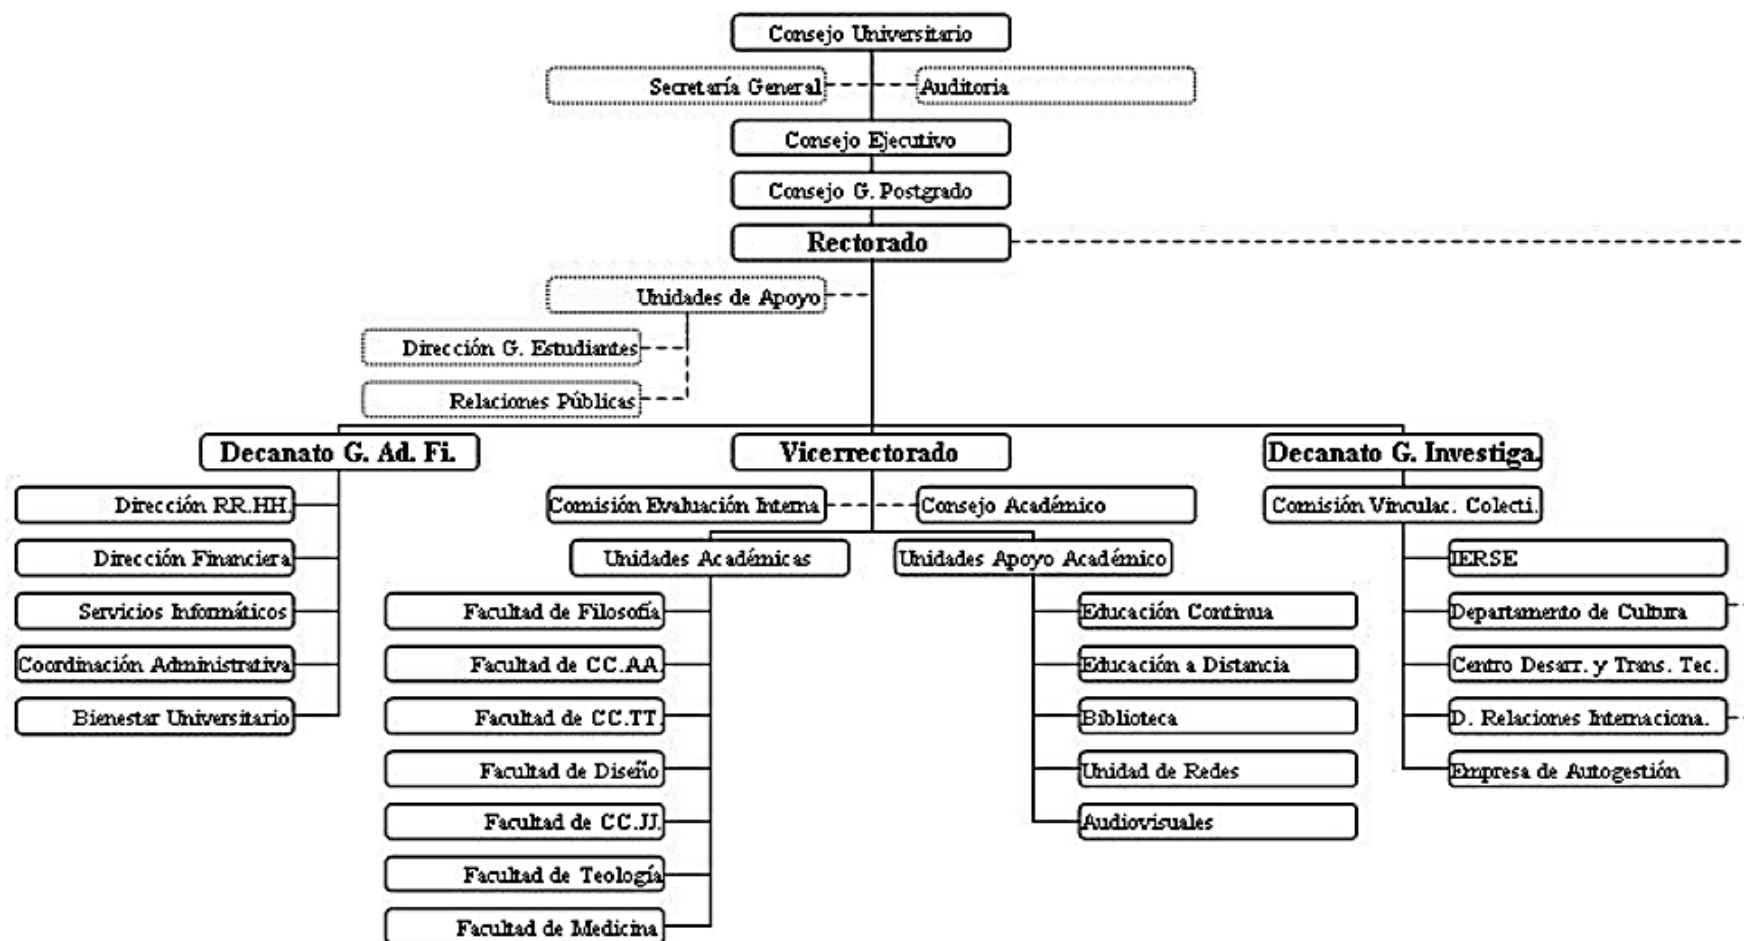 Consejo Universitario
Secretaría General
Auditoria
Consejo Ejecutivo
Consejo G. Postgrado
Rectorado
Unidades de Apoyo
Dirección G. Estudiantes
Relaciones Públicas
Decanato G. Ad. Fi.
Vicerrectorado
Decanato G. Investiga.
Dirección RR.HH.
Dirección Financiera
Servicios Informáticos
Coordinación Administrativa
Bienestar Universitario
Comisión Evaluación Interna
Consejo Académico
Unidades Académicas
Unidades Apoyo Académico
Facultad de Filosofía
Facultad de CC.AA.
Facultad de CC.TT.
Facultad de Diseño
Facultad de CC.JJ.
Facultad de Teología
Facultad de Medicina
Educación Continua
Educación a Distancia
Biblioteca
Unidad de Redes
Audiovisuales
Comisión Vinculac. Colecti.
IERSE
Departamento de Cultura
Centro Desarr. y Trans. Tec.
D. Relaciones Internaciona.
Empresa de Autogestión